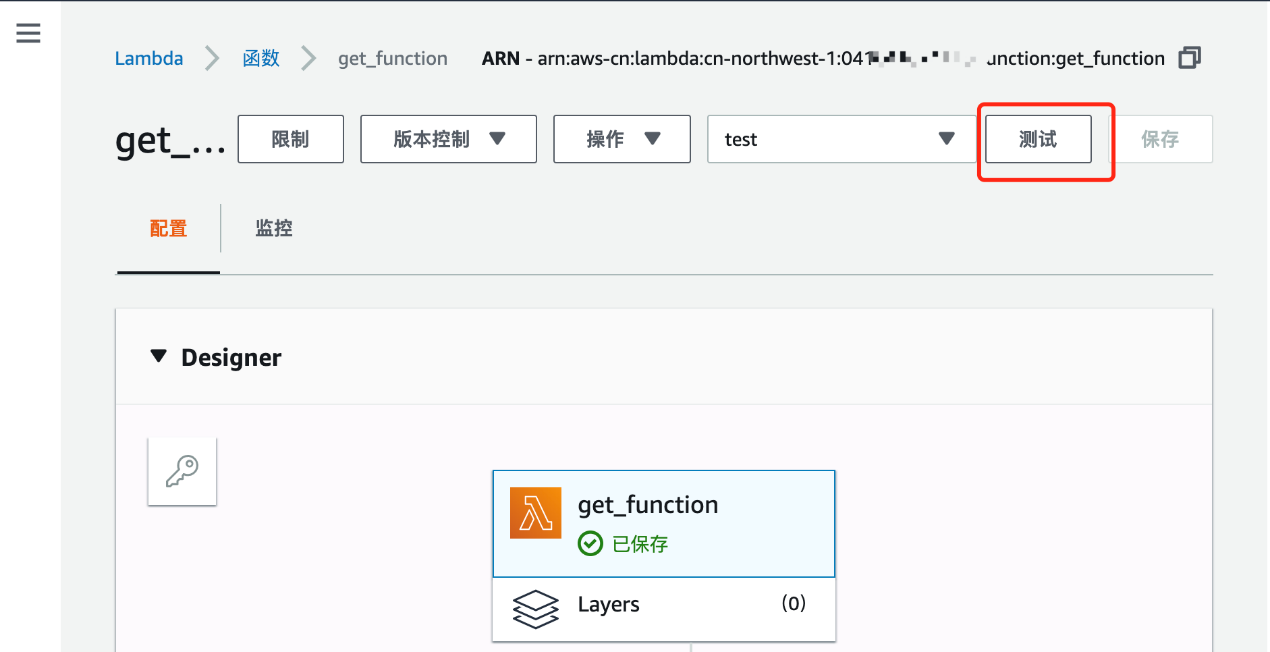 Lambda 函数 get_function ARN - arn:aws-cn:lambda:cn-northwest-1:041 unction:get_function
get_... 限制 版本控制 操作 test 测试 保存
配置 监控
Designer
get_function
已保存
Layers (0)